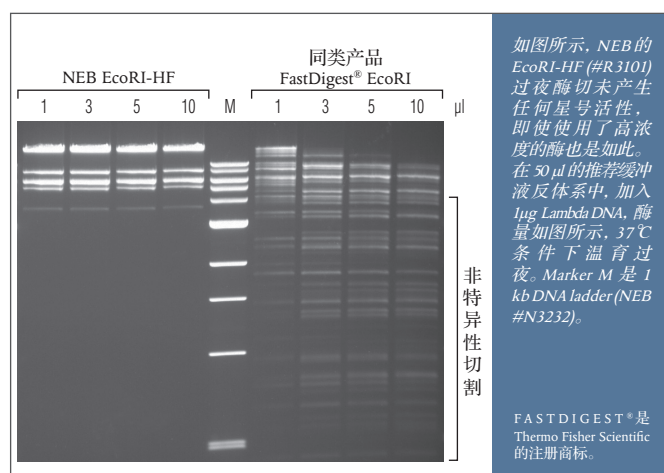 同类产品
NEB EcoRI-HF
FastDigest® EcoRI
1 3 5 10 M 1 3 5 10 µl
非特异性切割
如图所示, NEB的
EcoRI-HF (#R3101)
过夜酶切未产生
任何星号活性,
即使使用了高浓
度的酶也是如此。
在 50 µl 的推荐缓冲
液反体系中, 加入
1µg Lambda DNA, 酶
量如图所示, 37℃
条件下温育过
夜。Marker M 是 1
kb DNA ladder (NEB
#N3232)。
FASTDIGEST®是
Thermo Fisher Scientific
的注册商标。